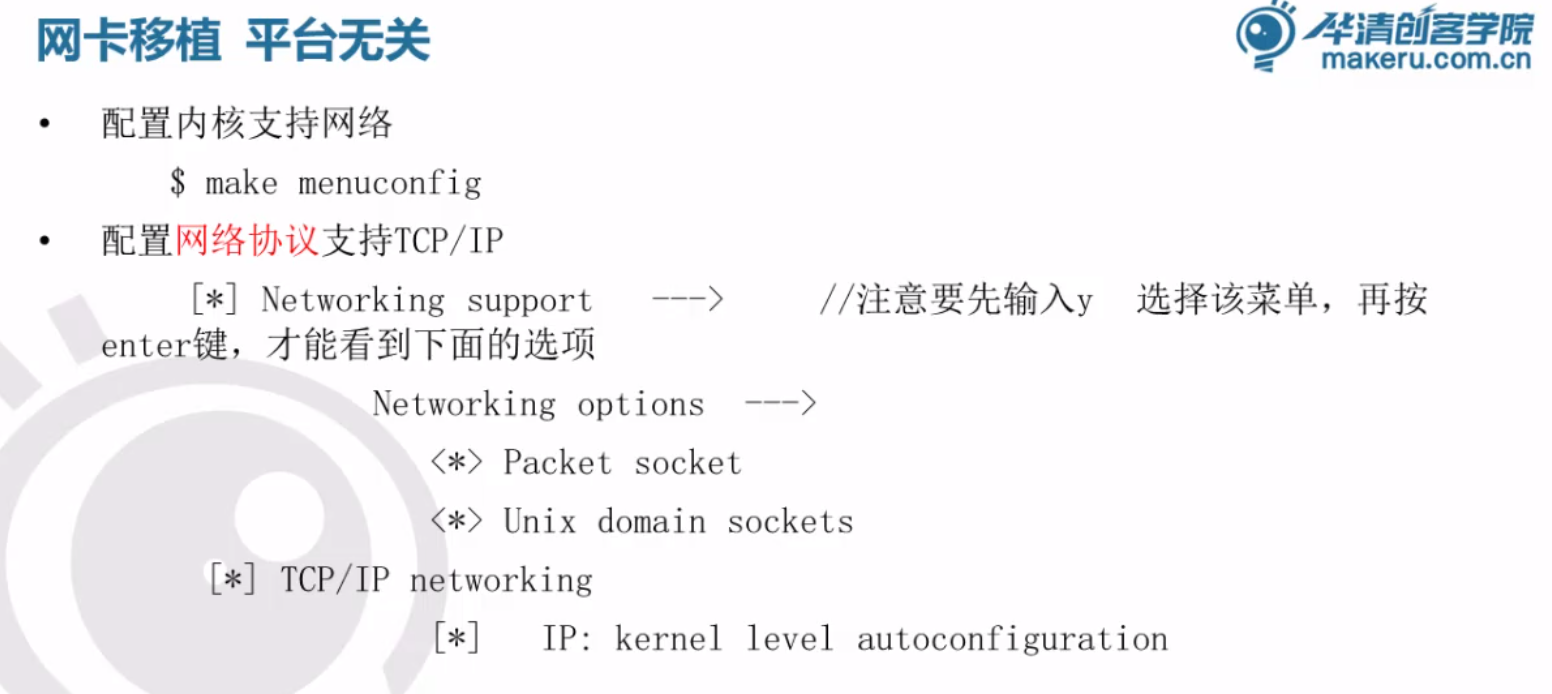 网卡移植 平台无关
华清创客学院
makeru.com.cn
• 配置内核支持网络
$ make menuconfig
• 配置网络协议支持TCP/IP
[*] Networking support --->  //注意要先输入y 选择该菜单，再按
enter键，才能看到下面的选项
Networking options --->
<*> Packet socket
<*> Unix domain sockets
[*] TCP/IP networking
[*] IP: kernel level autoconfiguration